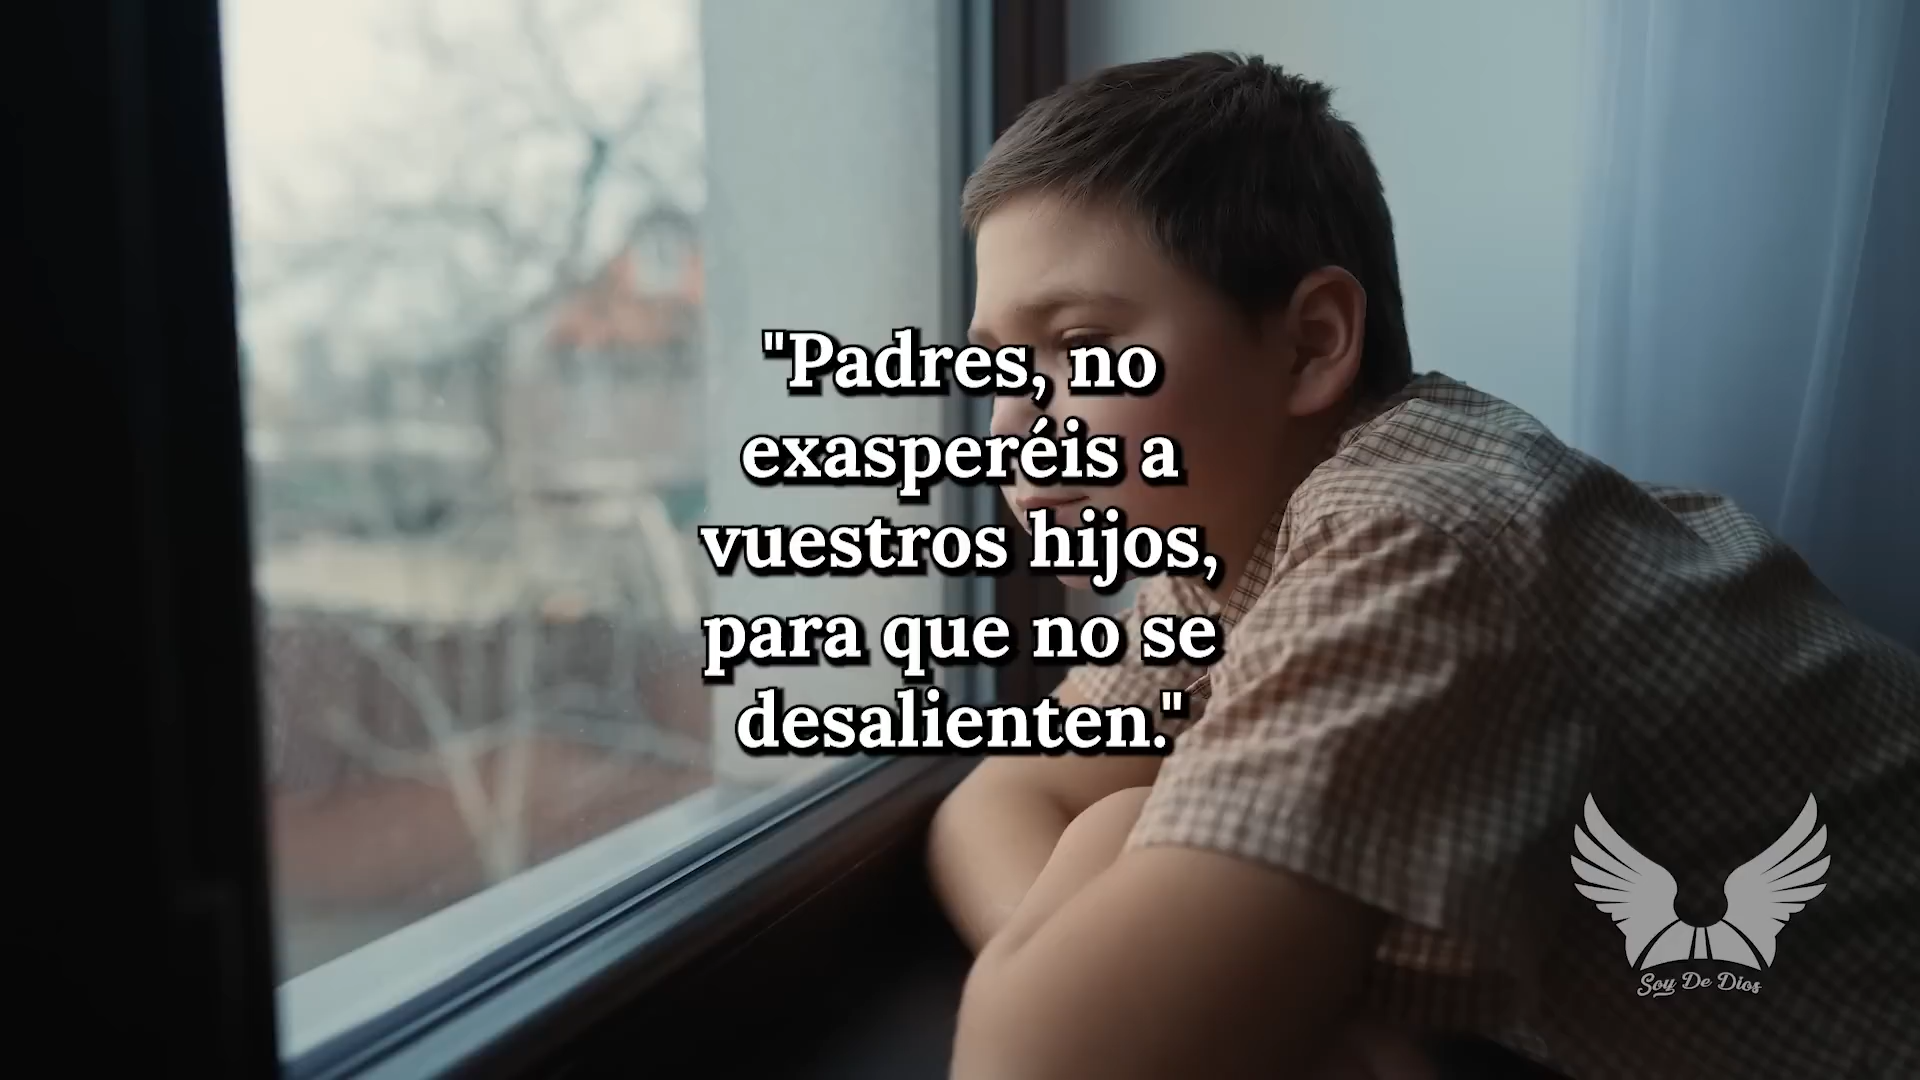 "Padres, no
exasperéis a
vuestros hijos,
para que no se
desalienten."
Soy De Dios